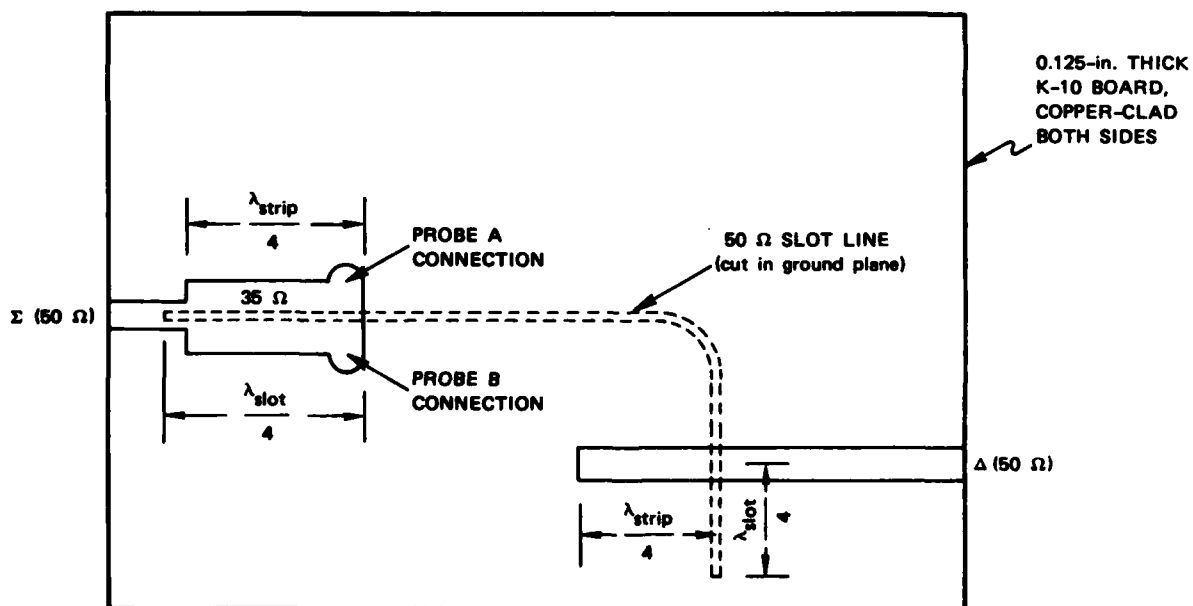 0.125-in. THICK
K-10 BOARD,
COPPER-CLAD
BOTH SIDES
λstrip
4
PROBE A
CONNECTION
50 Ω SLOT LINE
(cut in ground plane)
35 Ω
Σ (50 Ω)
PROBE B
CONNECTION
λslot
4
Δ (50 Ω)
λstrip
4
λslot
4